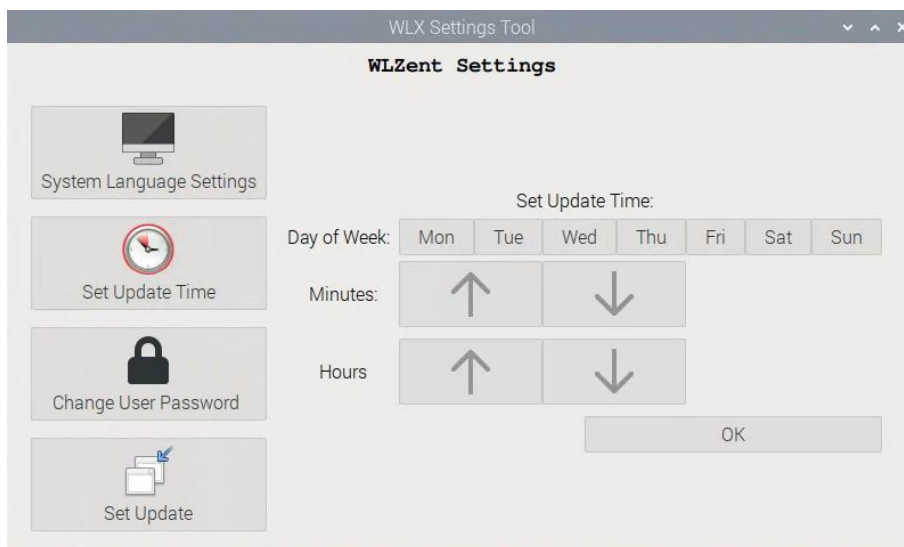 WLX Settings Tool
WLZent Settings
System Language Settings
Set Update Time
Change User Password
Set Update
Set Update Time:
Day of Week: Mon Tue Wed Thu Fri Sat Sun
Minutes:
Hours
OK